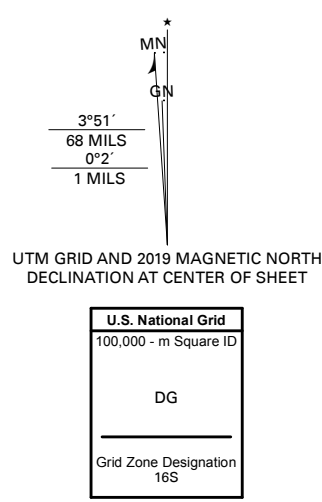 MN
GN
3°51´
68 MILS
0°2´
1 MILS
UTM GRID AND 2019 MAGNETIC NORTH
DECLINATION AT CENTER OF SHEET
U.S. National Grid
100,000 - m Square ID
DG
Grid Zone Designation
16S